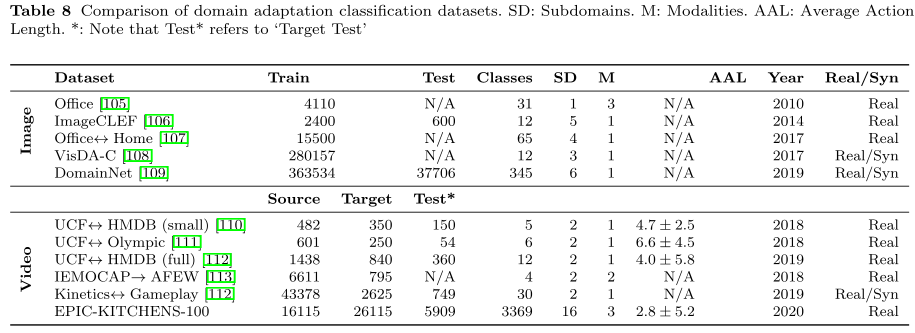 Table 8 Comparison of domain adaptation classification datasets. SD: Subdomains. M: Modalities. AAL: Average Action
Length. *: Note that Test* refers to ‘Target Test’
Dataset Train Test Classes SD M AAL Year Real/Syn
Image
Office [105] 4110 N/A 31 1 3 N/A 2010 Real
ImageCLEF [106] 2400 600 12 5 1 N/A 2014 Real
Office↔ Home [107] 15500 N/A 65 4 1 N/A 2017 Real
VisDA-C [108] 280157 N/A 12 3 1 N/A 2017 Real/Syn
DomainNet [109] 363534 37706 345 6 1 N/A 2019 Real/Syn
Source Target Test*
Video
UCF↔ HMDB (small) [110] 482 350 150 5 2 1 4.7 ± 2.5 2018 Real
UCF↔ Olympic [111] 601 250 54 6 2 1 6.6 ± 4.5 2018 Real
UCF↔ HMDB (full) [112] 1438 840 360 12 2 1 4.0 ± 5.8 2019 Real
IEMOCAP→ AFEW [113] 6611 795 N/A 4 2 2 N/A 2018 Real
Kinetics↔ Gameplay [112] 43378 2625 749 30 2 1 N/A 2019 Real/Syn
EPIC-KITCHENS-100 16115 26115 5909 3369 16 3 2.8 ± 5.2 2020 Real